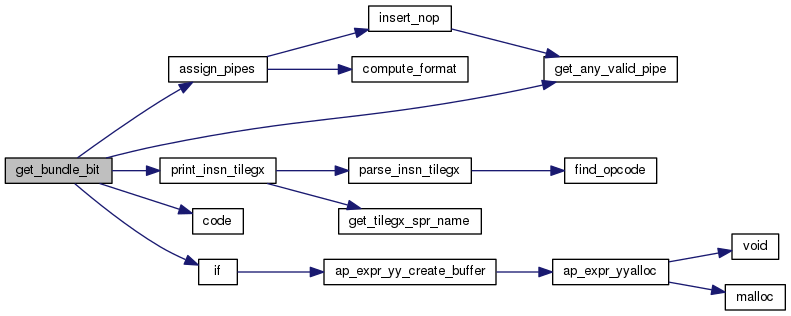 insert_nop
assign_pipes
compute_format
get_any_valid_pipe
get_bundle_bit
print_insn_tilegx
parse_insn_tilegx
find_opcode
code
get_tilegx_spr_name
void
if
ap_expr_yy_create_buffer
ap_expr_yyalloc
malloc